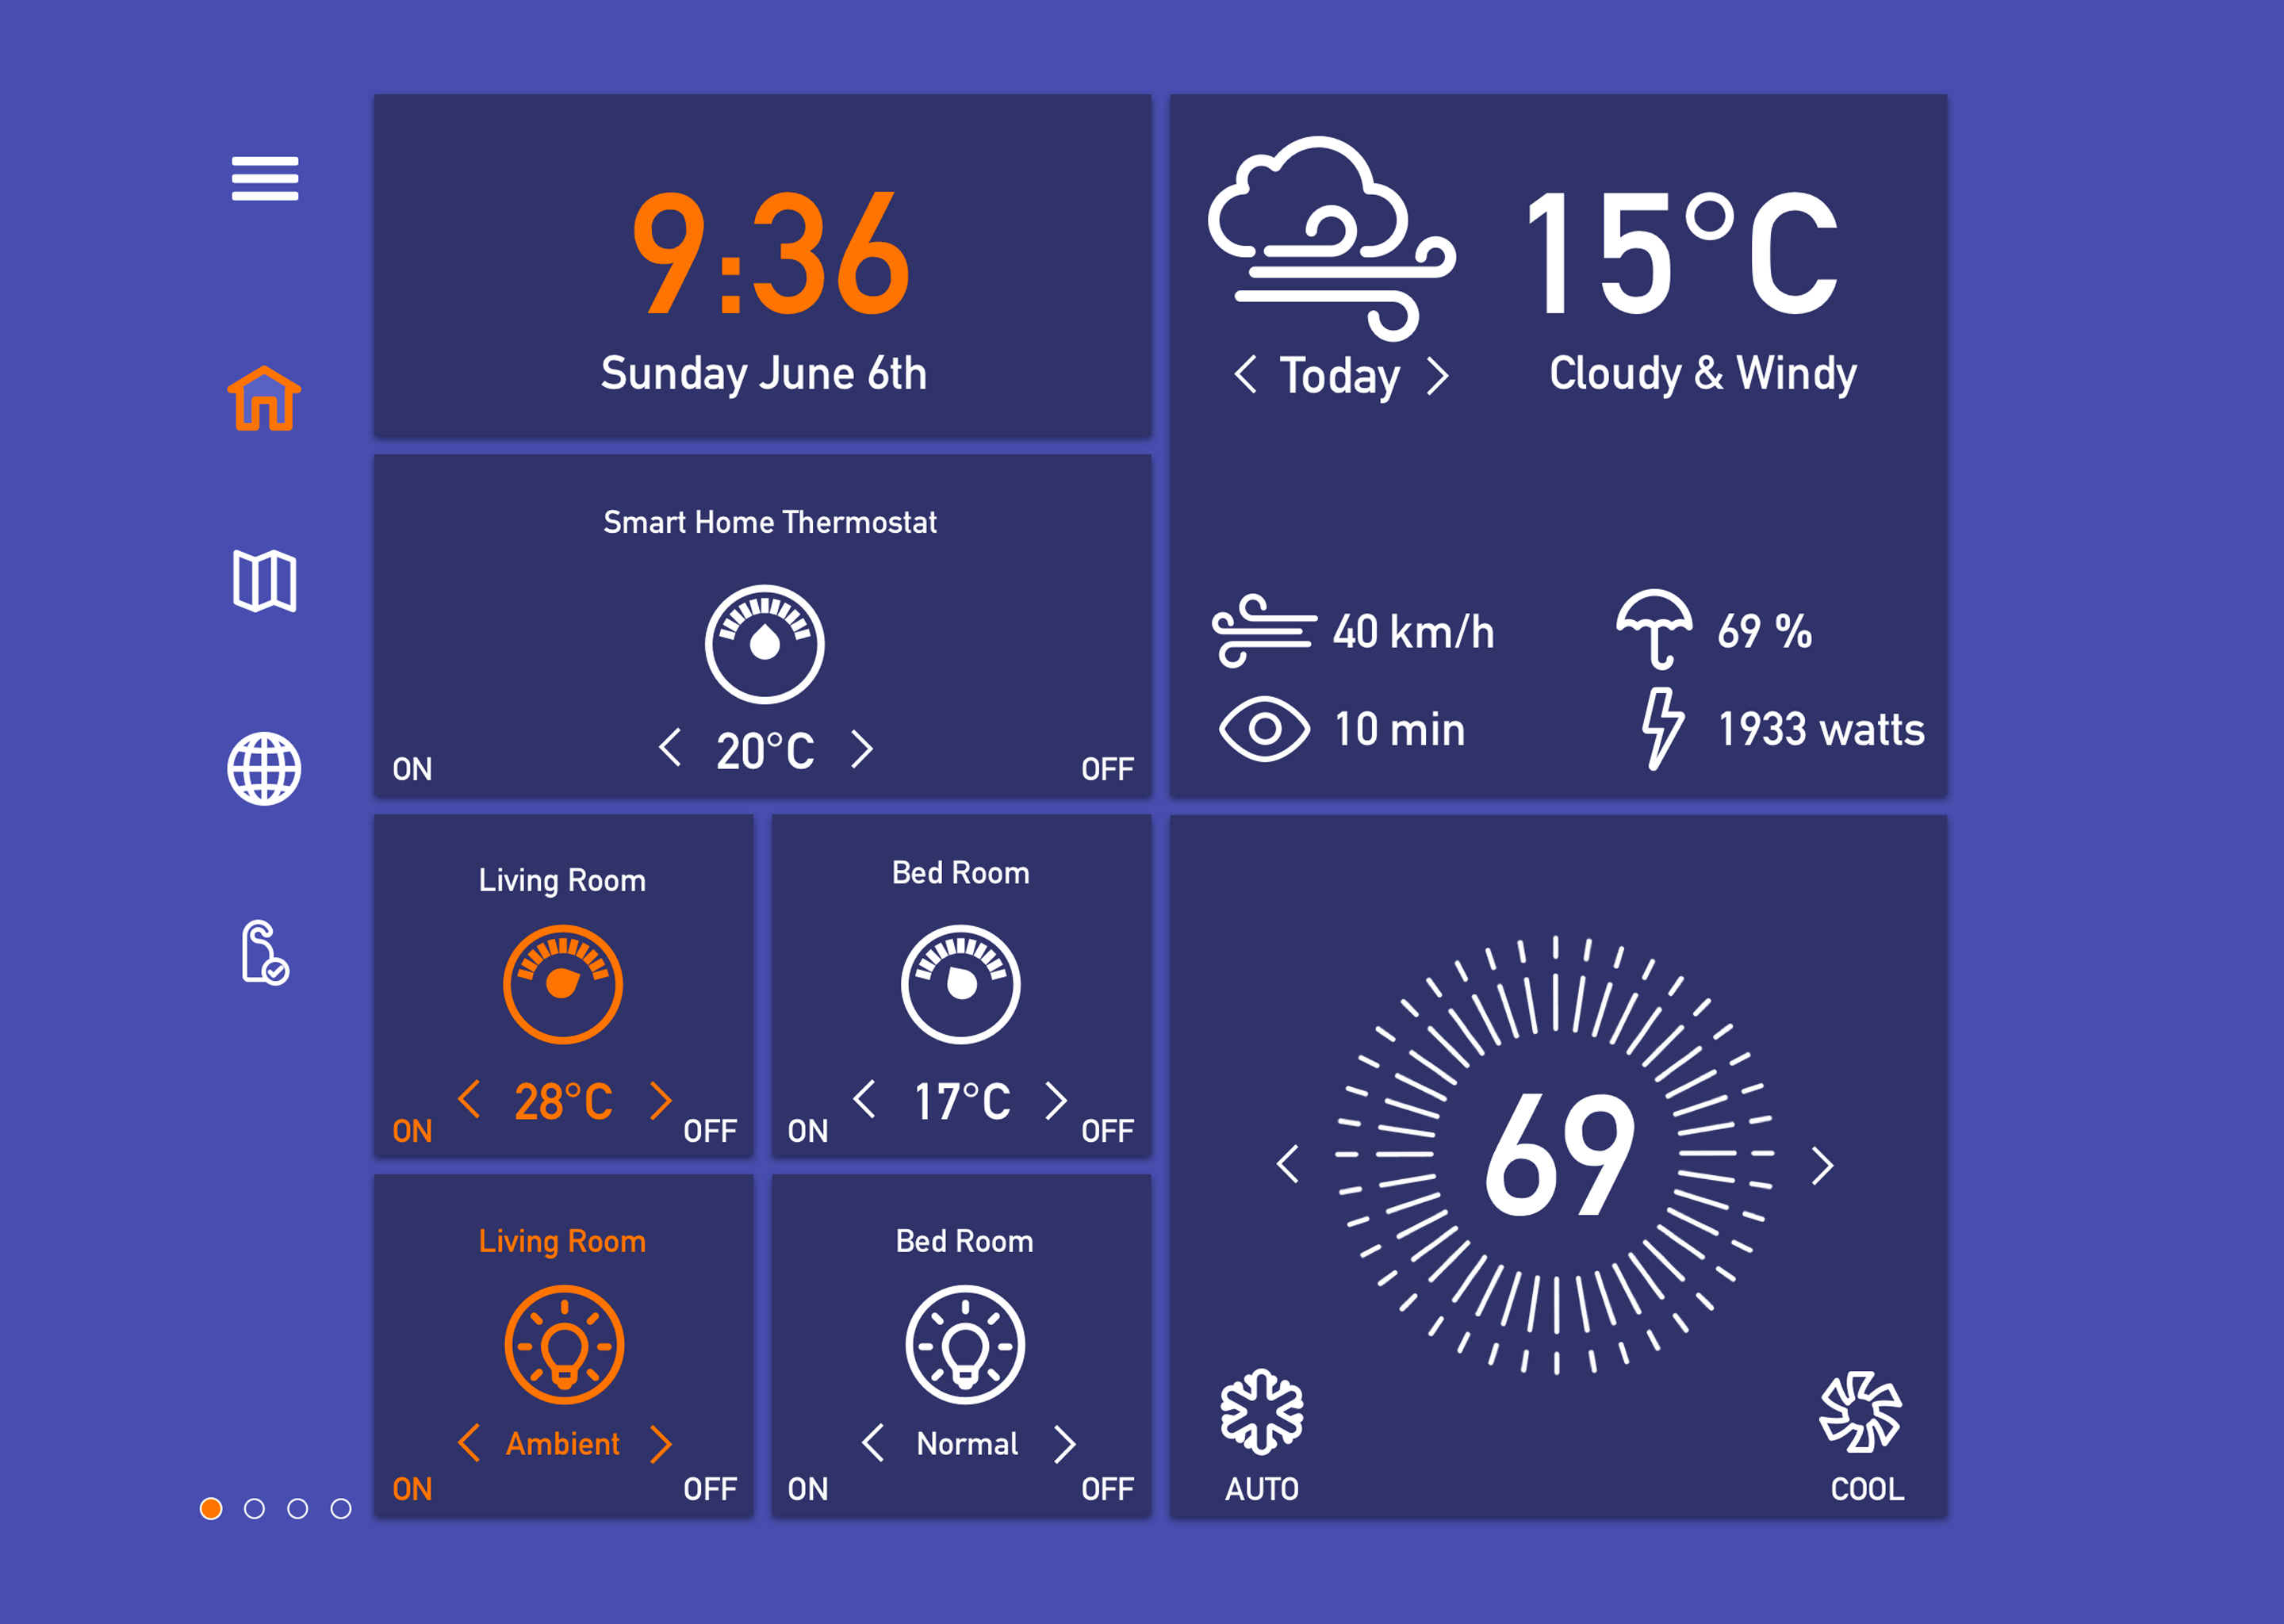 9:36
Sunday June 6th
15°C
Today
Cloudy & Windy
Smart Home Thermostat
20°C
ON
OFF
40 km/h
69 %
10 min
1933 watts
Living Room
28°C
ON
OFF
Bed Room
17°C
ON
OFF
Living Room
Ambient
ON
OFF
Bed Room
Normal
ON
OFF
69
AUTO
COOL